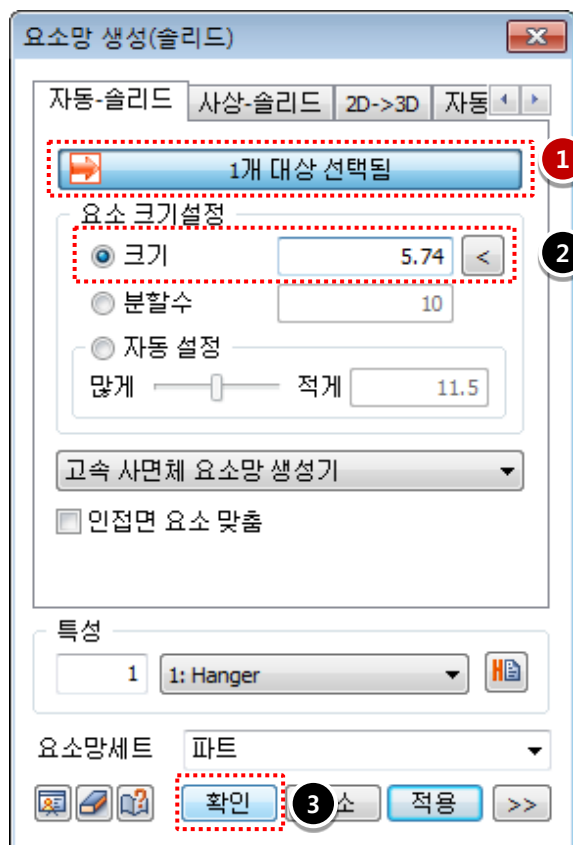 요소망 생성(솔리드)
자동-솔리드 사상-솔리드 2D->3D 자동
1개 대상 선택됨 1
요소 크기설정
크기 5.74 < 2
분할수 10
자동 설정
많게 적게 11.5
고속 사면체 요소망 생성기
인접면 요소 맞춤
특성
1 1: Hanger
요소망세트 파트
확인 3 소 적용 >>